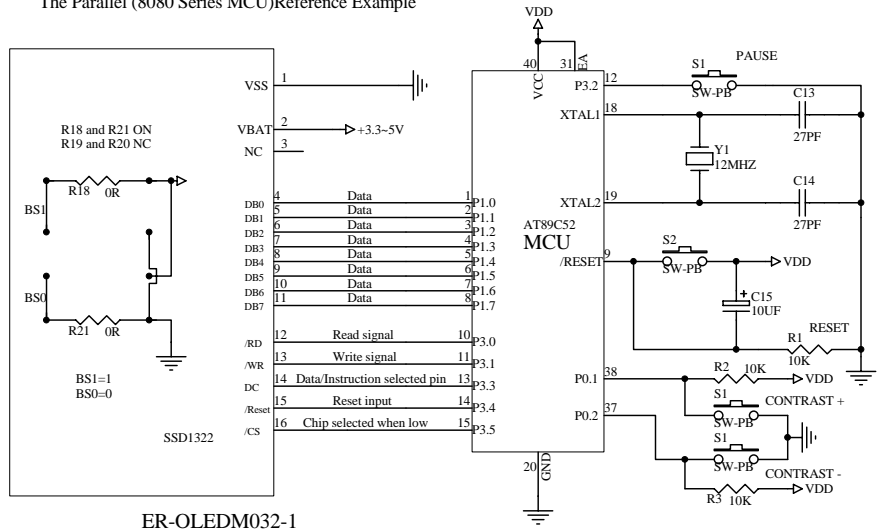 The Parallel (8080 Series MCU)Reference Example
VDD
40
31
EA
VCC
S1
PAUSE
P3.2
12
SW-PB
C13
27PF
XTAL1
18
Y1
12MHZ
XTAL2
19
C14
27PF
AT89C52
MCU
/RESET
9
S2
SW-PB
VDD
C15
+
10UF
R1
10K
RESET
R2
10K
VDD
P0.1
38
S1
CONTRAST +
SW-PB
P0.2
37
S1
SW-PB
CONTRAST -
R3
10K
VDD
20
GND
VSS
1
VBAT
2
+3.3~5V
NC
3
R18 and R21 ON
R19 and R20 NC
R18
0R
BS1
BS0
R21
0R
BS1=1
BS0=0
SSD1322
DB0 4 Data 1 P1.0
DB1 5 Data 2 P1.1
DB2 6 Data 3 P1.2
DB3 7 Data 4 P1.3
DB4 8 Data 5 P1.4
DB5 9 Data 6 P1.5
DB6 10 Data 7 P1.6
DB7 11 Data 8 P1.7
/RD 12 Read signal 10 P3.0
/WR 13 Write signal 11 P3.1
DC 14 Data/Instruction selected pin 13 P3.3
/Reset 15 Reset input 14 P3.4
/CS 16 Chip selected when low 15 P3.5
ER-OLEDM032-1